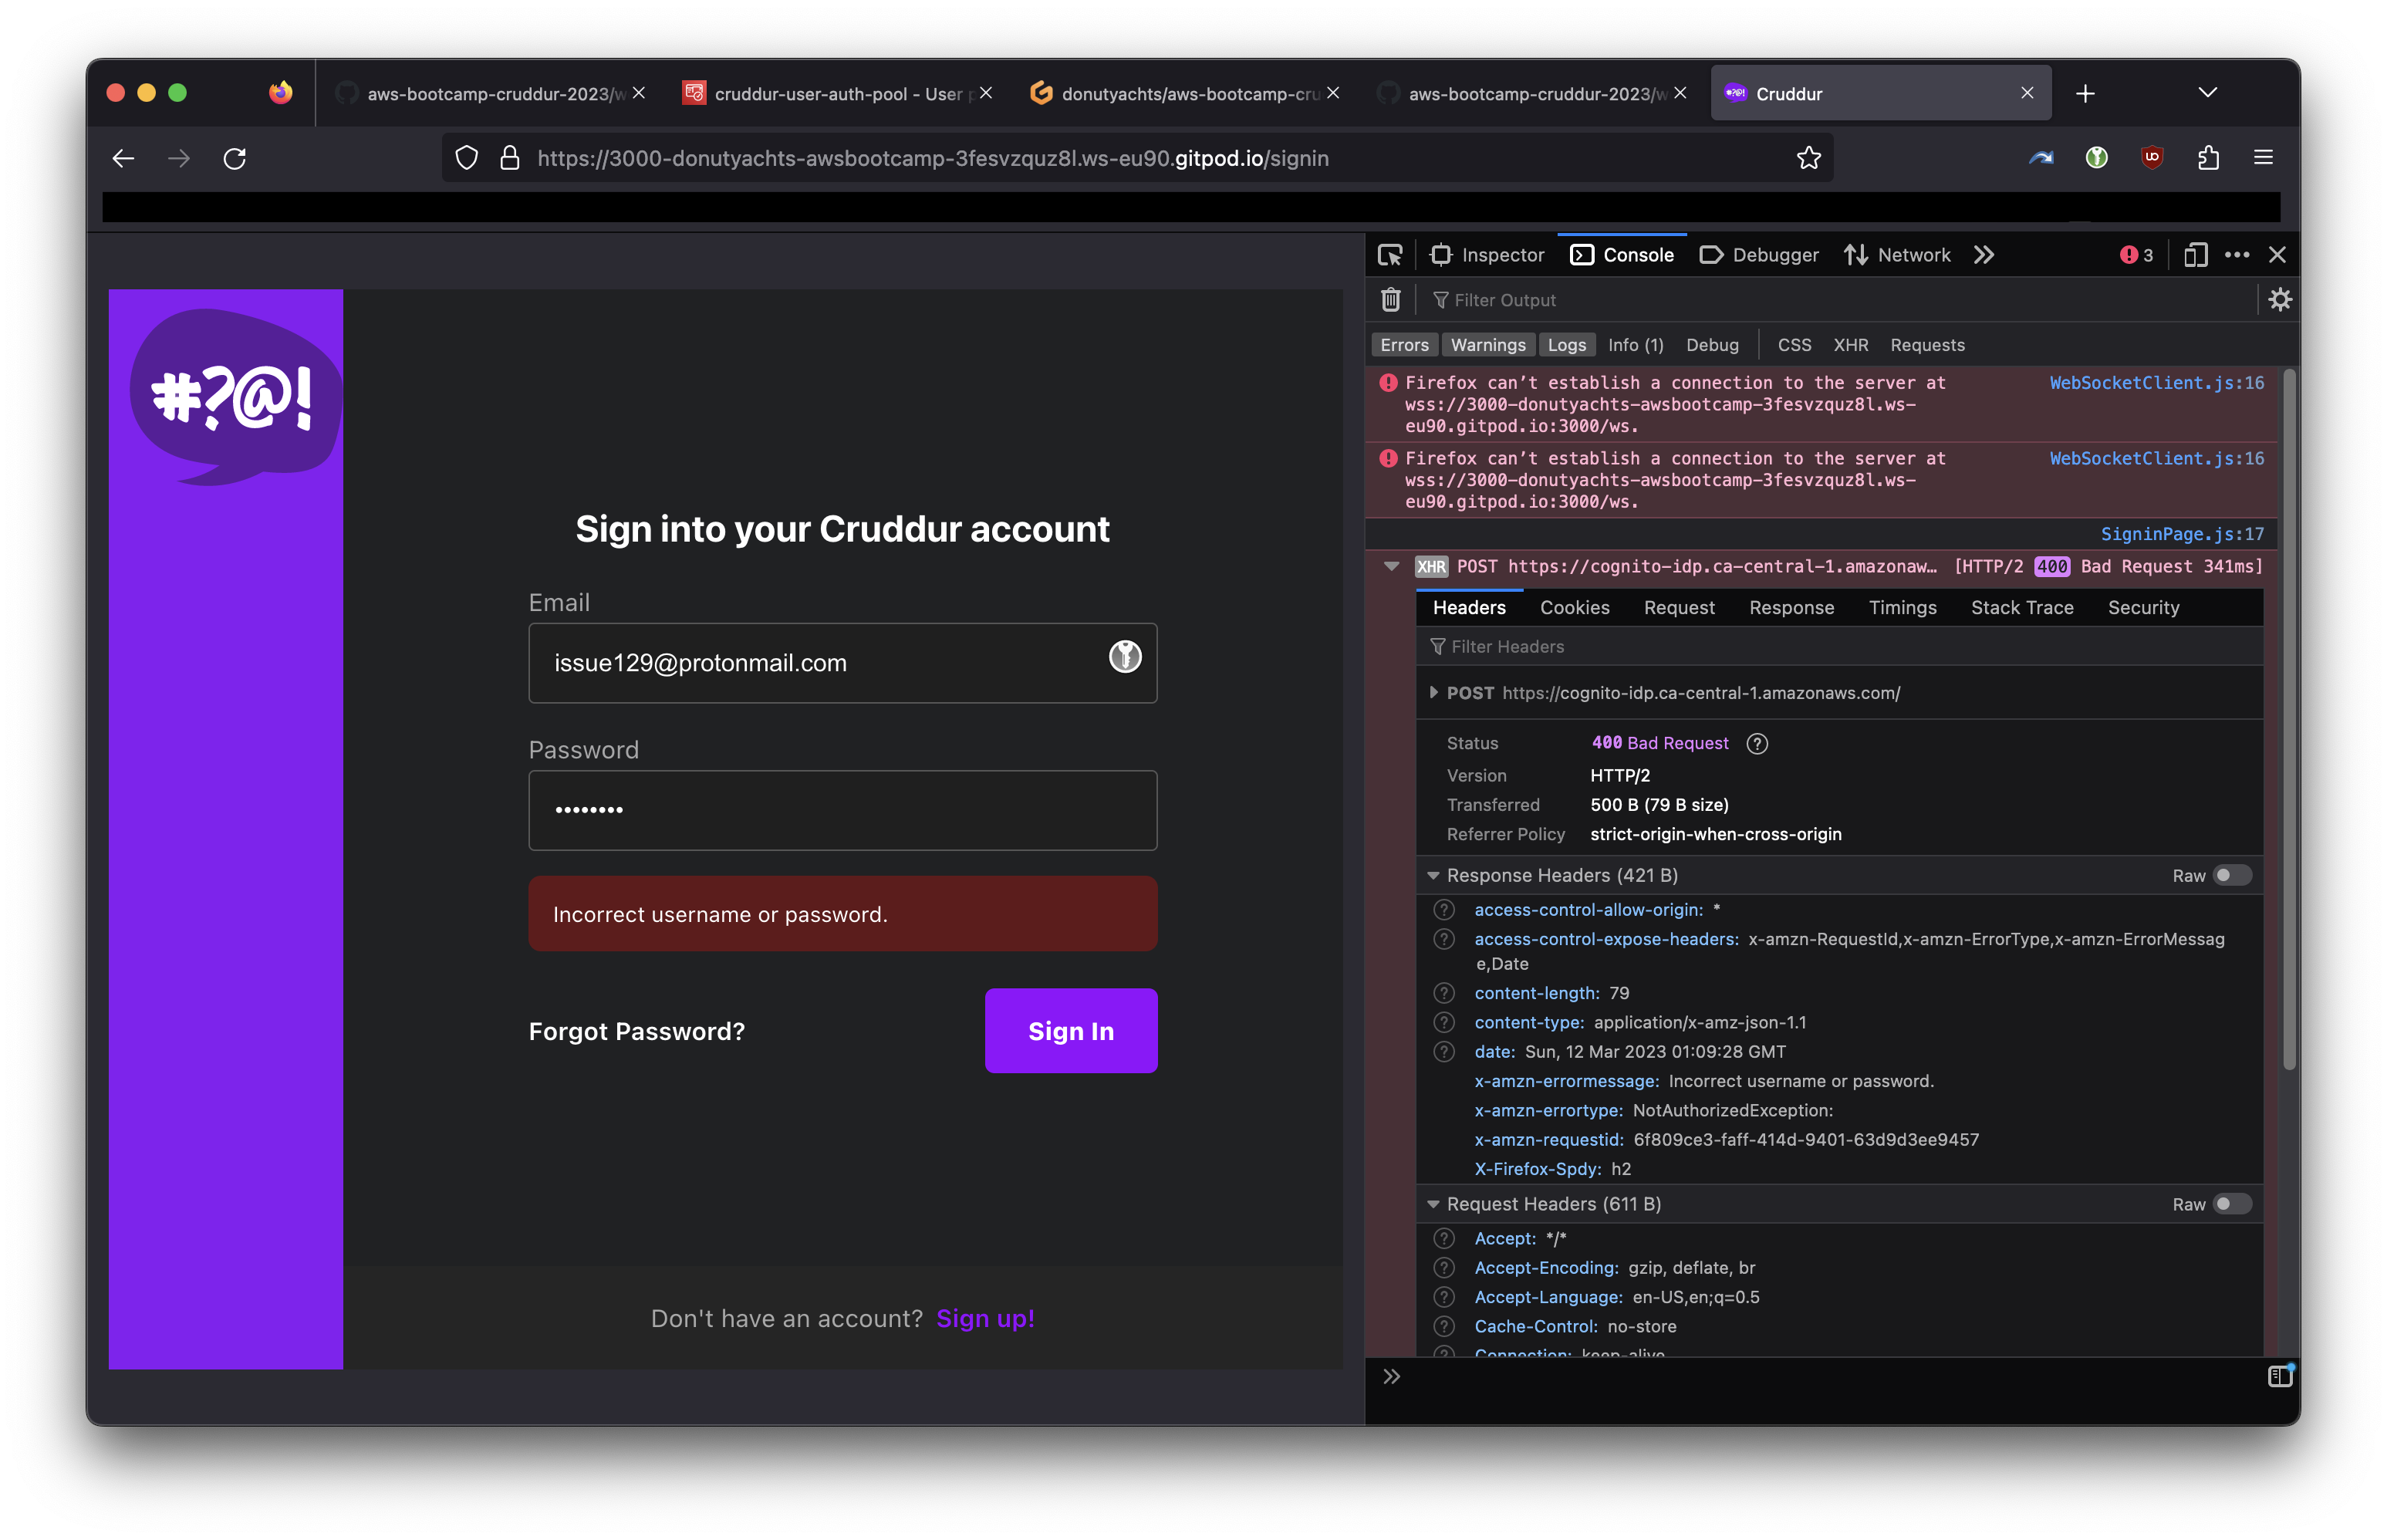 aws-bootcamp-cruddur-2023/w
cruddur-user-auth-pool - User p
donutyachts/aws-bootcamp-cru
aws-bootcamp-cruddur-2023/w
Cruddur
https://3000-donutyachts-awsbootcamp-3fesvzquz8l.ws-eu90.gitpod.io/signin
#?@!
Sign into your Cruddur account
Email
issue129@protonmail.com
Password
••••••••
Incorrect username or password.
Forgot Password?
Sign In
Don't have an account? Sign up!
Inspector Console Debugger Network 3
Filter Output
Errors Warnings Logs Info (1) Debug CSS XHR Requests
Firefox can’t establish a connection to the server at WebSocketClient.js:16
wss://3000-donutyachts-awsbootcamp-3fesvzquz8l.ws-
eu90.gitpod.io:3000/ws.
Firefox can’t establish a connection to the server at WebSocketClient.js:16
wss://3000-donutyachts-awsbootcamp-3fesvzquz8l.ws-
eu90.gitpod.io:3000/ws.
SigninPage.js:17
XHR POST https://cognito-idp.ca-central-1.amazonaw… [HTTP/2 400 Bad Request 341ms]
Headers Cookies Request Response Timings Stack Trace Security
Filter Headers
POST https://cognito-idp.ca-central-1.amazonaws.com/
Status 400 Bad Request ?
Version HTTP/2
Transferred 500 B (79 B size)
Referrer Policy strict-origin-when-cross-origin
Response Headers (421 B) Raw
? access-control-allow-origin: *
? access-control-expose-headers: x-amzn-RequestId,x-amzn-ErrorType,x-amzn-ErrorMessag
e,Date
? content-length: 79
? content-type: application/x-amz-json-1.1
? date: Sun, 12 Mar 2023 01:09:28 GMT
x-amzn-errormessage: Incorrect username or password.
x-amzn-errortype: NotAuthorizedException:
x-amzn-requestid: 6f809ce3-faff-414d-9401-63d9d3ee9457
X-Firefox-Spdy: h2
Request Headers (611 B) Raw
? Accept: */*
? Accept-Encoding: gzip, deflate, br
? Accept-Language: en-US,en;q=0.5
? Cache-Control: no-store
? Connection: keep-alive